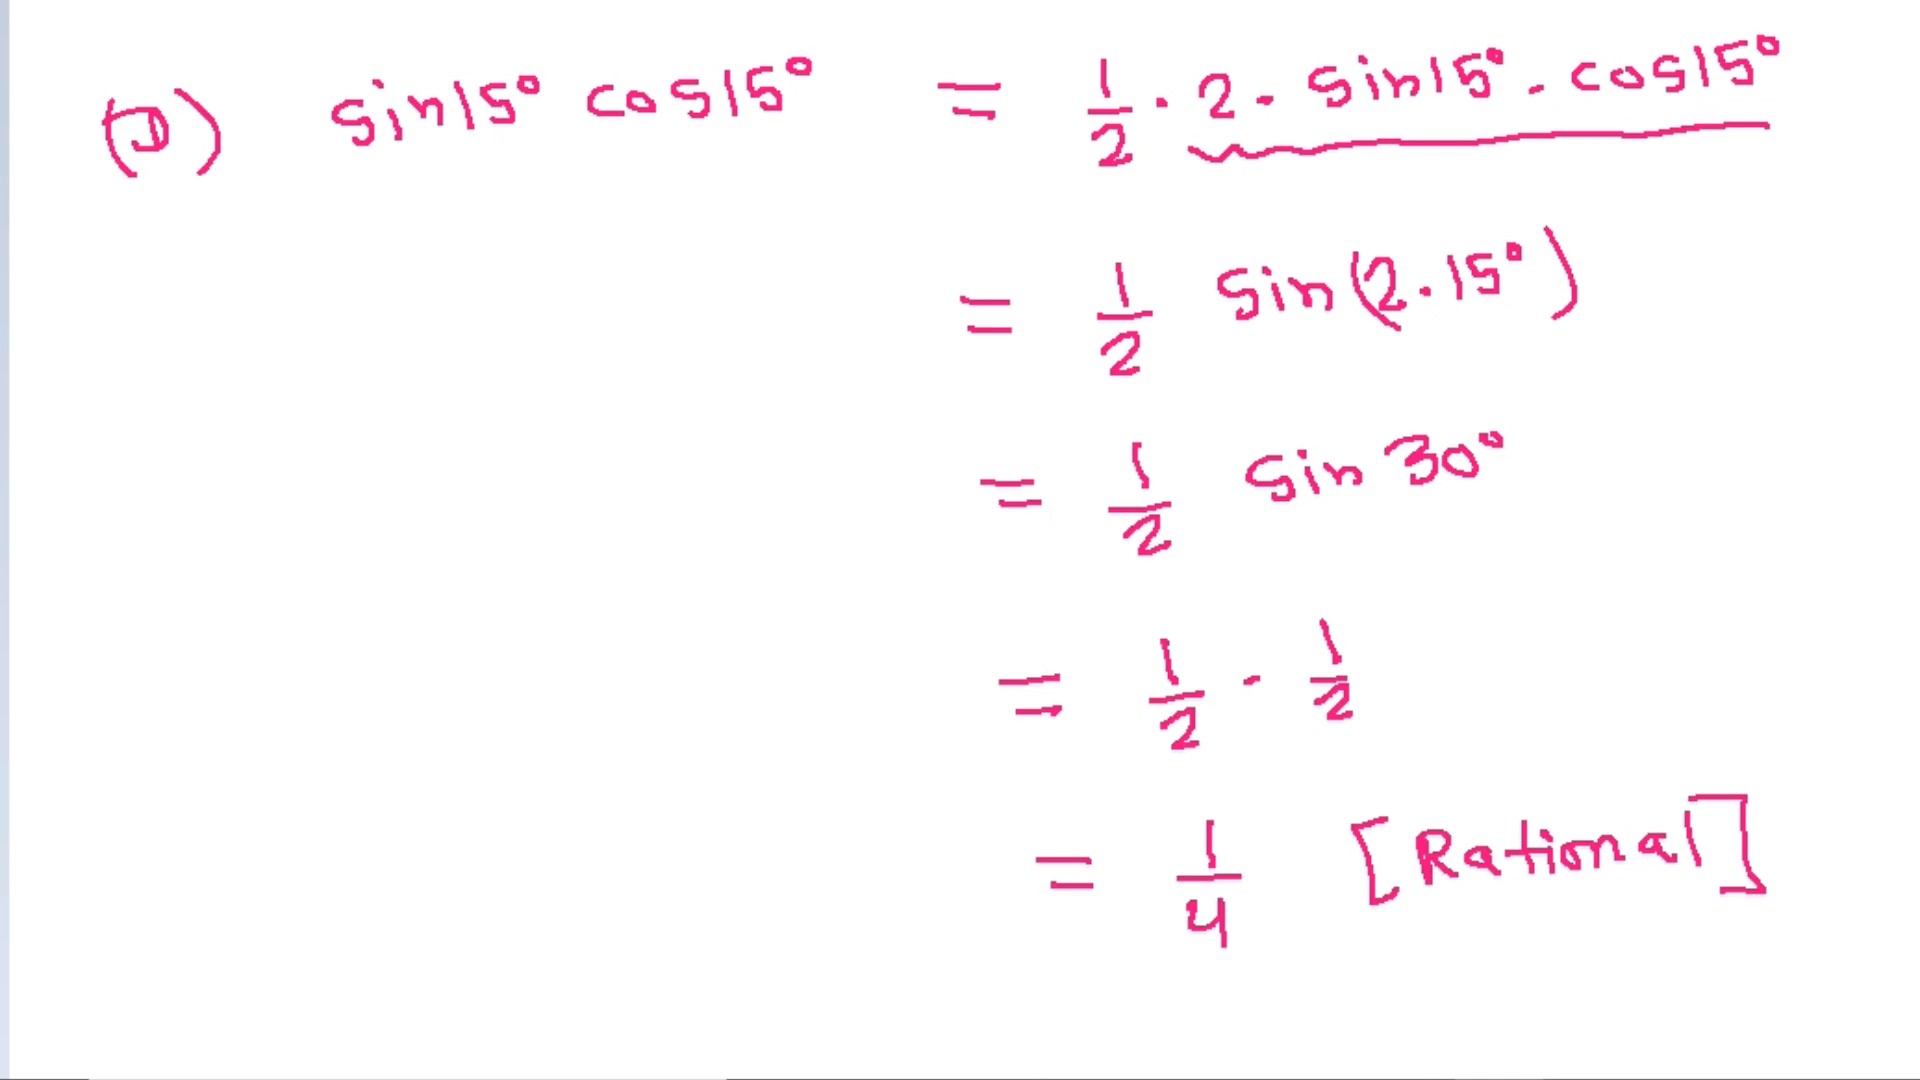 (গ) sin15° cos15° = 1/2 · 2 · sin15° · cos15°
= 1/2 sin(2·15°)
= 1/2 sin 30°
= 1/2 · 1/2
= 1/4 [Rational]